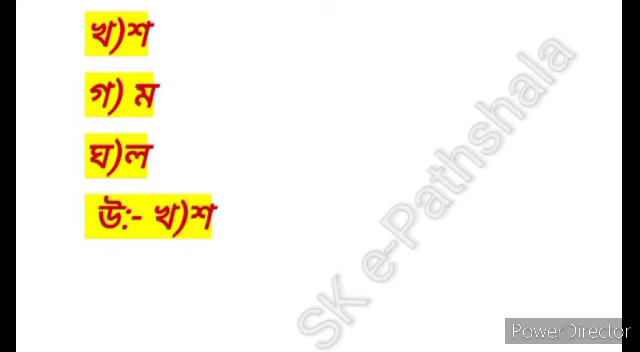 খ)শ
গ) ম
ঘ)ল
উ:- খ)শ
SK e-Pathshala
PowerDirector